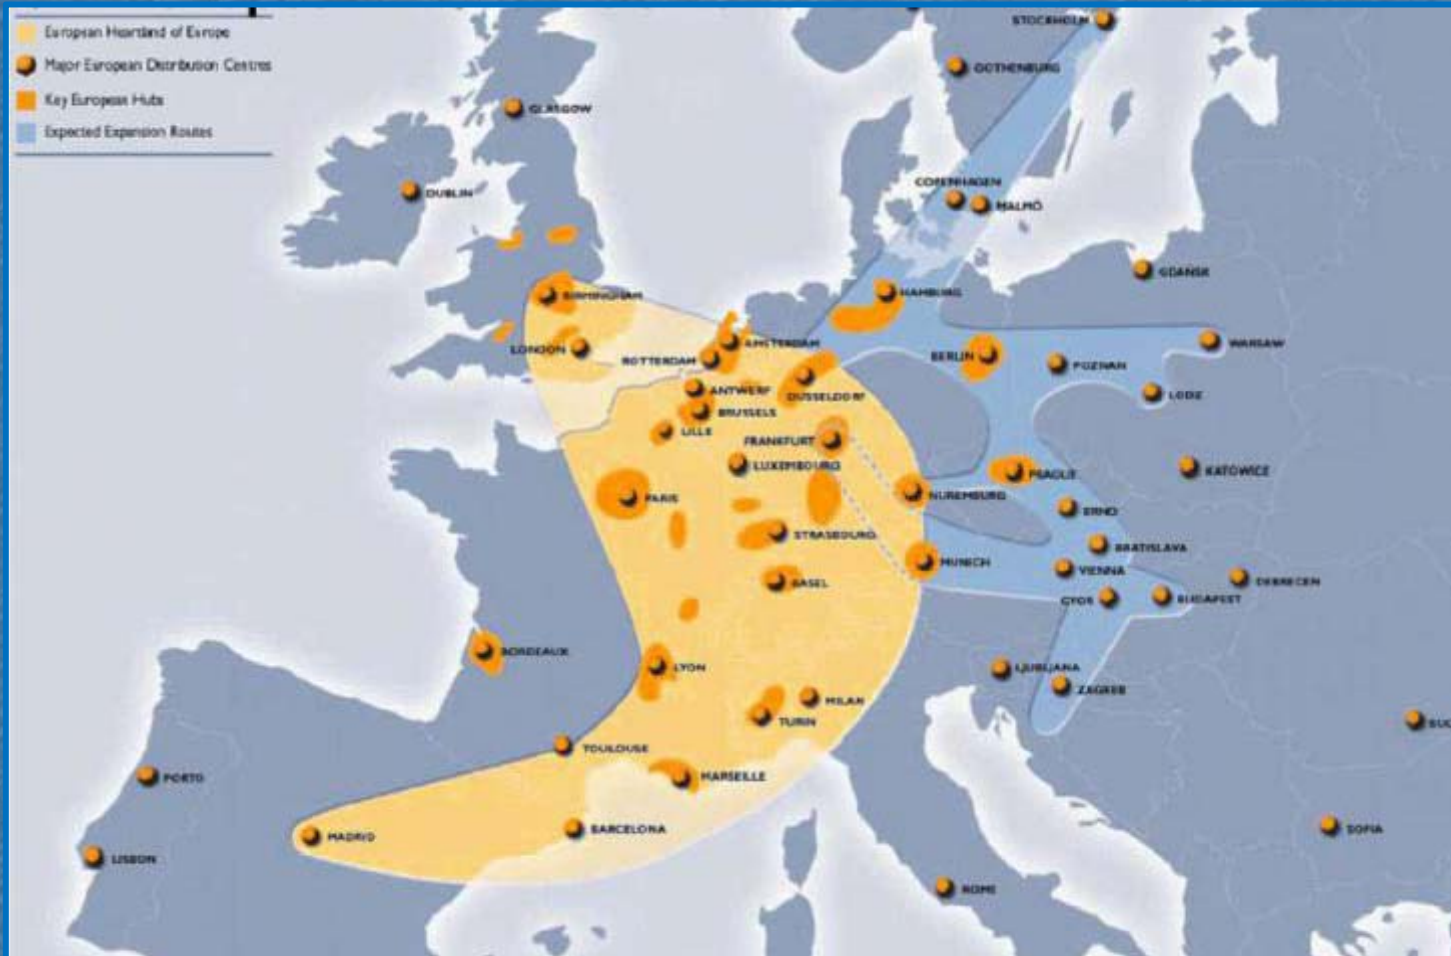 European Heartland of Europe
Major European Distribution Centres
Key European Hubs
Expected Expansion Routes
STOCKHOLM
GOTHENBURG
GLASGOW
COPENHAGEN
DUBLIN
MALMÖ
GDAŃSK
BIRMINGHAM
HAMBURG
LONDON
AMSTERDAM
WARSAW
ROTTERDAM
BERLIN
POZNAN
ANTWERP
DUSSELDORF
LODZ
BRUSSELS
LILLE
FRANKFURT
LUXEMBOURG
KATOWICE
PRAGUE
PARIS
NUREMBURG
BRNO
STRASBOURG
BRATISLAVA
MUNICH
VIENNA
BASEL
DEBRECEN
GYOR
BUDAPEST
BORDEAUX
LYON
LJUBLJANA
ZAGREB
MILAN
TURIN
BUC
TOULOUSE
MARSEILLE
PORTO
BARCELONA
SOFIA
MADRID
LISBON
ROME